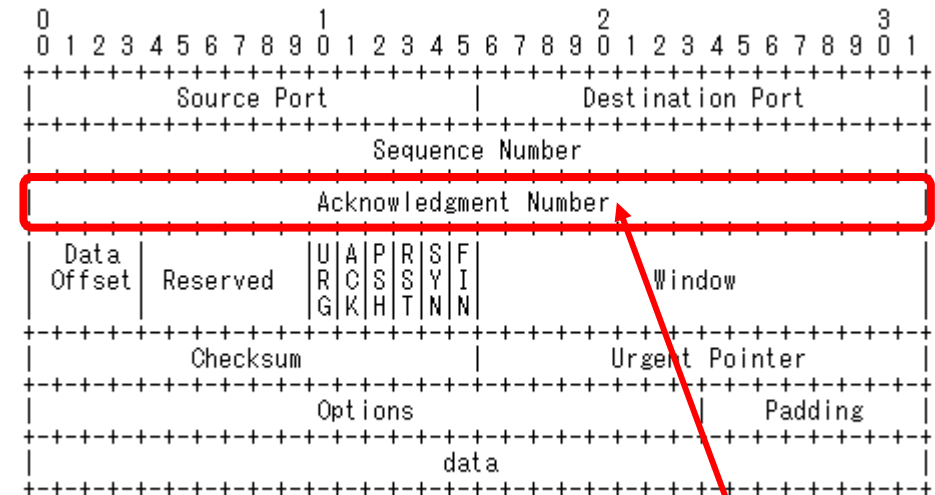 0                   1                   2                   3
0 1 2 3 4 5 6 7 8 9 0 1 2 3 4 5 6 7 8 9 0 1 2 3 4 5 6 7 8 9 0 1
+-+-+-+-+-+-+-+-+-+-+-+-+-+-+-+-+-+-+-+-+-+-+-+-+-+-+-+-+-+-+-+-+
|          Source Port          |       Destination Port        |
+-+-+-+-+-+-+-+-+-+-+-+-+-+-+-+-+-+-+-+-+-+-+-+-+-+-+-+-+-+-+-+-+
|                        Sequence Number                        |
| Acknowledgment Number |
|  Data |           |U|A|P|R|S|F|                               |
| Offset| Reserved  |R|C|S|S|Y|I|            Window             |
|       |           |G|K|H|T|N|N|                               |
+-+-+-+-+-+-+-+-+-+-+-+-+-+-+-+-+-+-+-+-+-+-+-+-+-+-+-+-+-+-+-+-+
|           Checksum            |         Urgent Pointer        |
+-+-+-+-+-+-+-+-+-+-+-+-+-+-+-+-+-+-+-+-+-+-+-+-+-+-+-+-+-+-+-+-+
|                    Options                    |    Padding    |
+-+-+-+-+-+-+-+-+-+-+-+-+-+-+-+-+-+-+-+-+-+-+-+-+-+-+-+-+-+-+-+-+
|                             data                              |
+-+-+-+-+-+-+-+-+-+-+-+-+-+-+-+-+-+-+-+-+-+-+-+-+-+-+-+-+-+-+-+-+